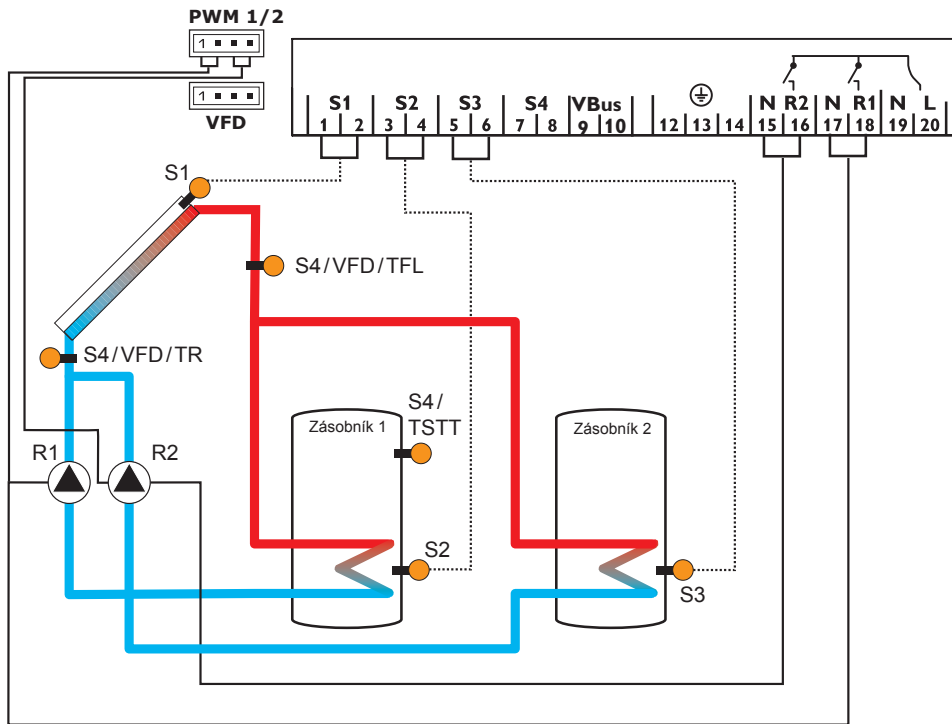 PWM 1/2
1
VFD
S1 S2 S3 S4 VBus N R2 N R1 N L
1 2 3 4 5 6 7 8 9 10 12 13 14 15 16 17 18 19 20
S1
S4/VFD/TFL
S4/VFD/TR
S4/
TSTT
Zásobník 1
Zásobník 2
R1
R2
S2
S3